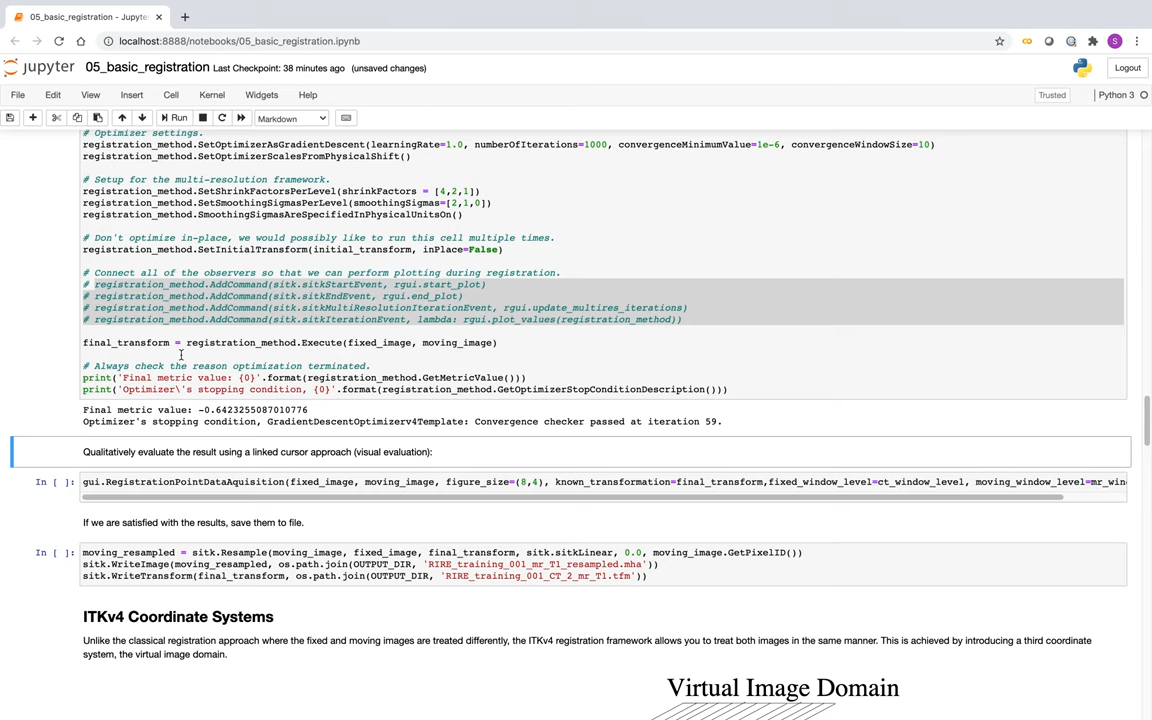 05_basic_registration - Jupyte
localhost:8888/notebooks/05_basic_registration.ipynb
S
jupyter 05_basic_registration Last Checkpoint: 38 minutes ago (unsaved changes)
Logout
File Edit View Insert Cell Kernel Widgets Help
Trusted Python 3
Run Markdown
# Optimizer settings.
registration_method.SetOptimizerAsGradientDescent(learningRate=1.0, numberOfIterations=1000, convergenceMinimumValue=1e-6, convergenceWindowSize=10)
registration_method.SetOptimizerScalesFromPhysicalShift()
# Setup for the multi-resolution framework.
registration_method.SetShrinkFactorsPerLevel(shrinkFactors = [4,2,1])
registration_method.SetSmoothingSigmasPerLevel(smoothingSigmas=[2,1,0])
registration_method.SmoothingSigmasAreSpecifiedInPhysicalUnitsOn()
# Don't optimize in-place, we would possibly like to run this cell multiple times.
registration_method.SetInitialTransform(initial_transform, inPlace=False)
# Connect all of the observers so that we can perform plotting during registration.
# registration_method.AddCommand(sitk.sitkStartEvent, rgui.start_plot)
# registration_method.AddCommand(sitk.sitkEndEvent, rgui.end_plot)
# registration_method.AddCommand(sitk.sitkMultiResolutionIterationEvent, rgui.update_multires_iterations)
# registration_method.AddCommand(sitk.sitkIterationEvent, lambda: rgui.plot_values(registration_method))
final_transform = registration_method.Execute(fixed_image, moving_image)
# Always check the reason optimization terminated.
print('Final metric value: {0}'.format(registration_method.GetMetricValue()))
print('Optimizer\'s stopping condition, {0}'.format(registration_method.GetOptimizerStopConditionDescription()))
Final metric value: -0.6423255087010776
Optimizer's stopping condition, GradientDescentOptimizerv4Template: Convergence checker passed at iteration 59.
Qualitatively evaluate the result using a linked cursor approach (visual evaluation):
In [ ]: gui.RegistrationPointDataAquisition(fixed_image, moving_image, figure_size=(8,4), known_transformation=final_transform,fixed_window_level=ct_window_level, moving_window_level=mr_win
If we are satisfied with the results, save them to file.
In [ ]: moving_resampled = sitk.Resample(moving_image, fixed_image, final_transform, sitk.sitkLinear, 0.0, moving_image.GetPixelID())
sitk.WriteImage(moving_resampled, os.path.join(OUTPUT_DIR, 'RIRE_training_001_mr_T1_resampled.mha'))
sitk.WriteTransform(final_transform, os.path.join(OUTPUT_DIR, 'RIRE_training_001_CT_2_mr_T1.tfm'))
ITKv4 Coordinate Systems
Unlike the classical registration approach where the fixed and moving images are treated differently, the ITKv4 registration framework allows you to treat both images in the same manner. This is achieved by introducing a third coordinate
system, the virtual image domain.
Virtual Image Domain